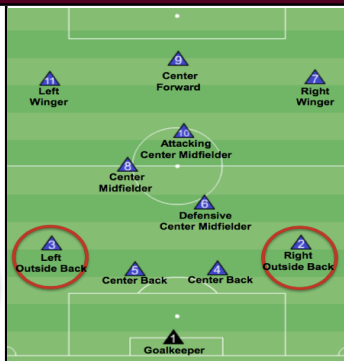 9
Center
Forward
11
Left
Winger
7
Right
Winger
10
Attacking
Center Midfielder
8
Center
Midfielder
6
Defensive
Center Midfielder
3
Left
Outside Back
2
Right
Outside Back
5
Center Back
4
Center Back
1
Goalkeeper